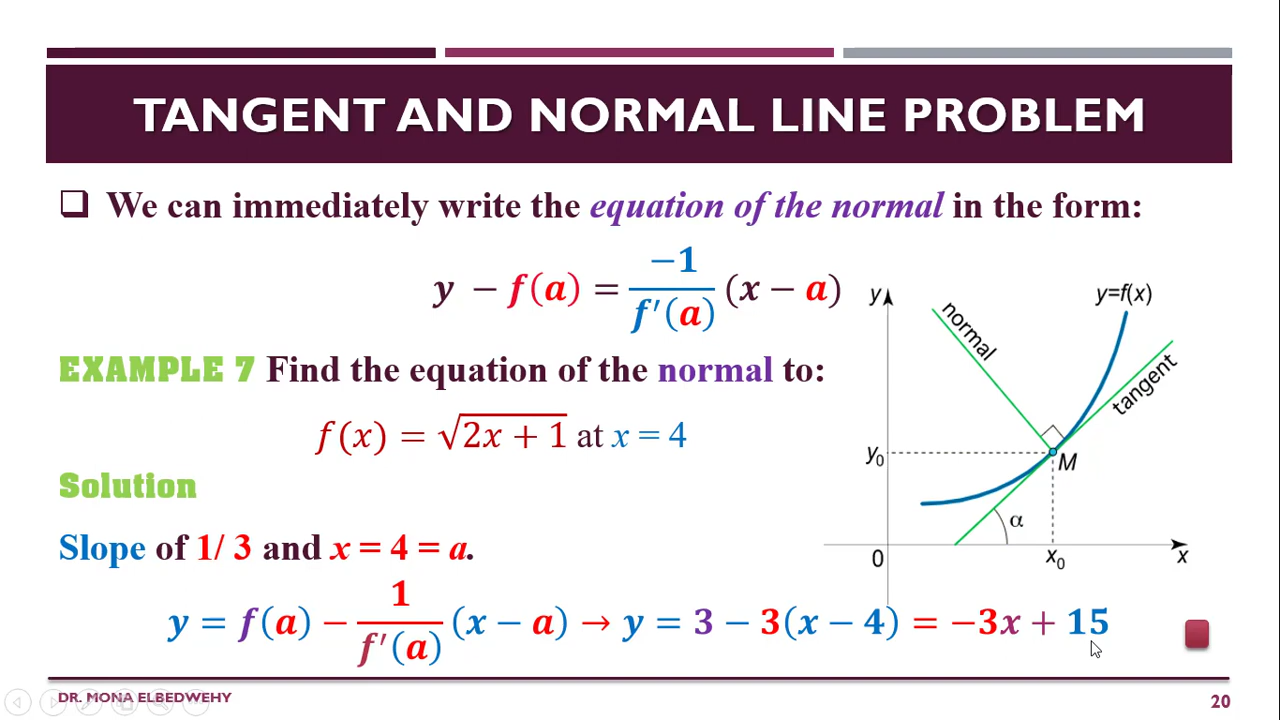 TANGENT AND NORMAL LINE PROBLEM
❑ We can immediately write the equation of the normal in the form:
y − f(a) = −1/f′(a) (x − a)
EXAMPLE 7 Find the equation of the normal to:
f(x) = √(2x + 1) at x = 4
Solution
Slope of 1/ 3 and x = 4 = a.
y = f(a) − 1/f′(a) (x − a) → y = 3 − 3(x − 4) = −3x + 15
y
y=f(x)
normal
tangent
y₀
M
α
0
x₀
x
DR. MONA ELBEDWEHY
20